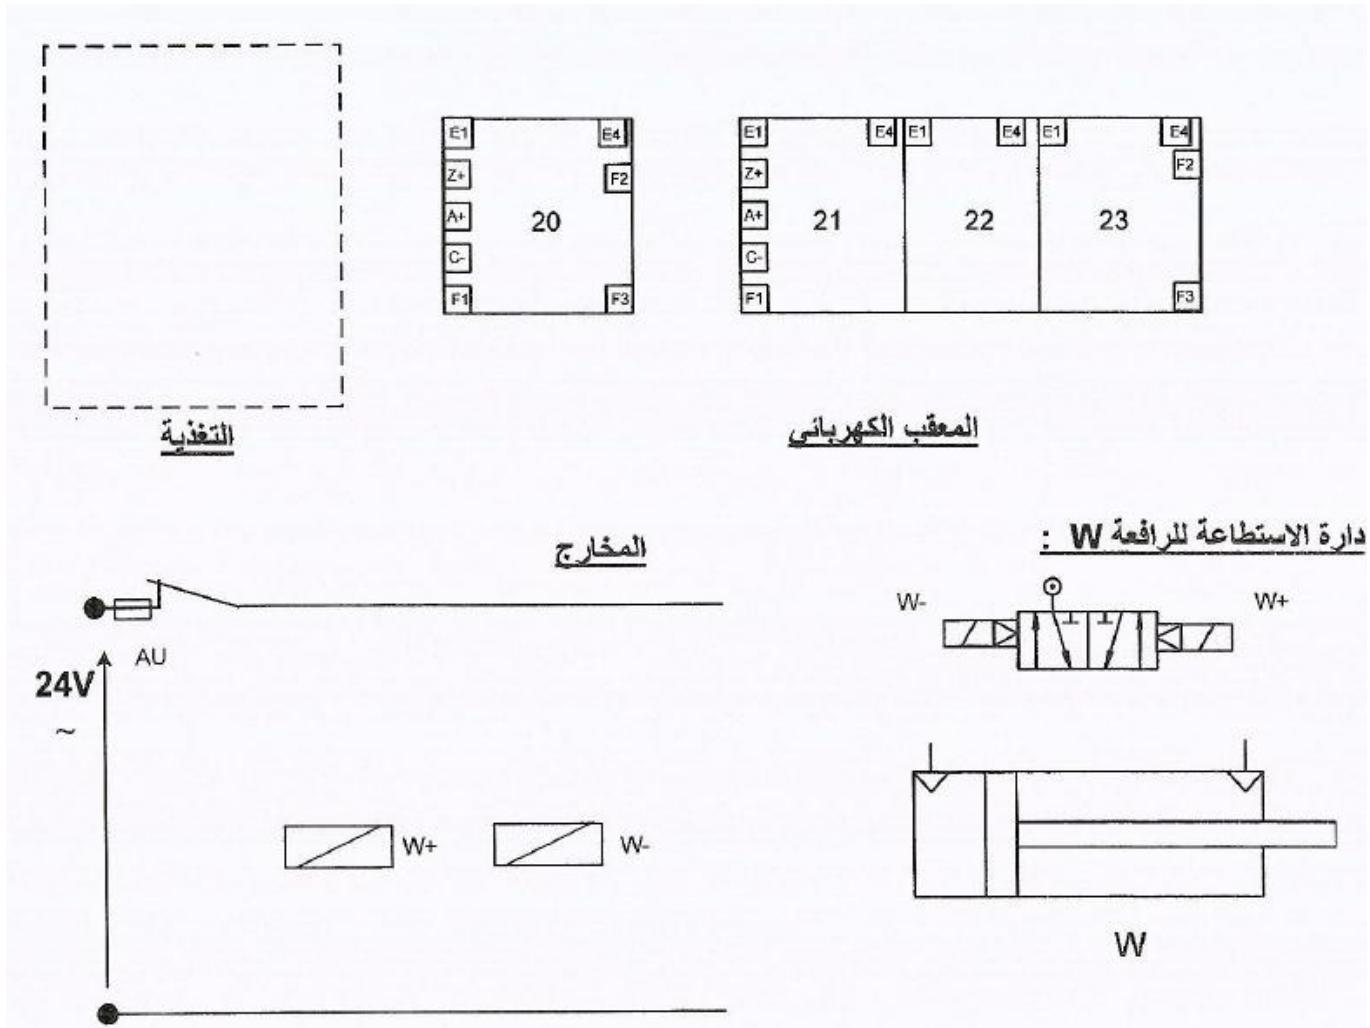 E1 E4 E1 E4 E1 E4 E1 E4
Z+ F2 Z+ F2
A+ 20 A+ 21 22 23
C- C-
F1 F3 F1 F3
التغذية
المعقب الكهربائي
المخارج
دارة الاستطاعة للرافعة W :
W- W+
AU
24V
~
W+ W-
W